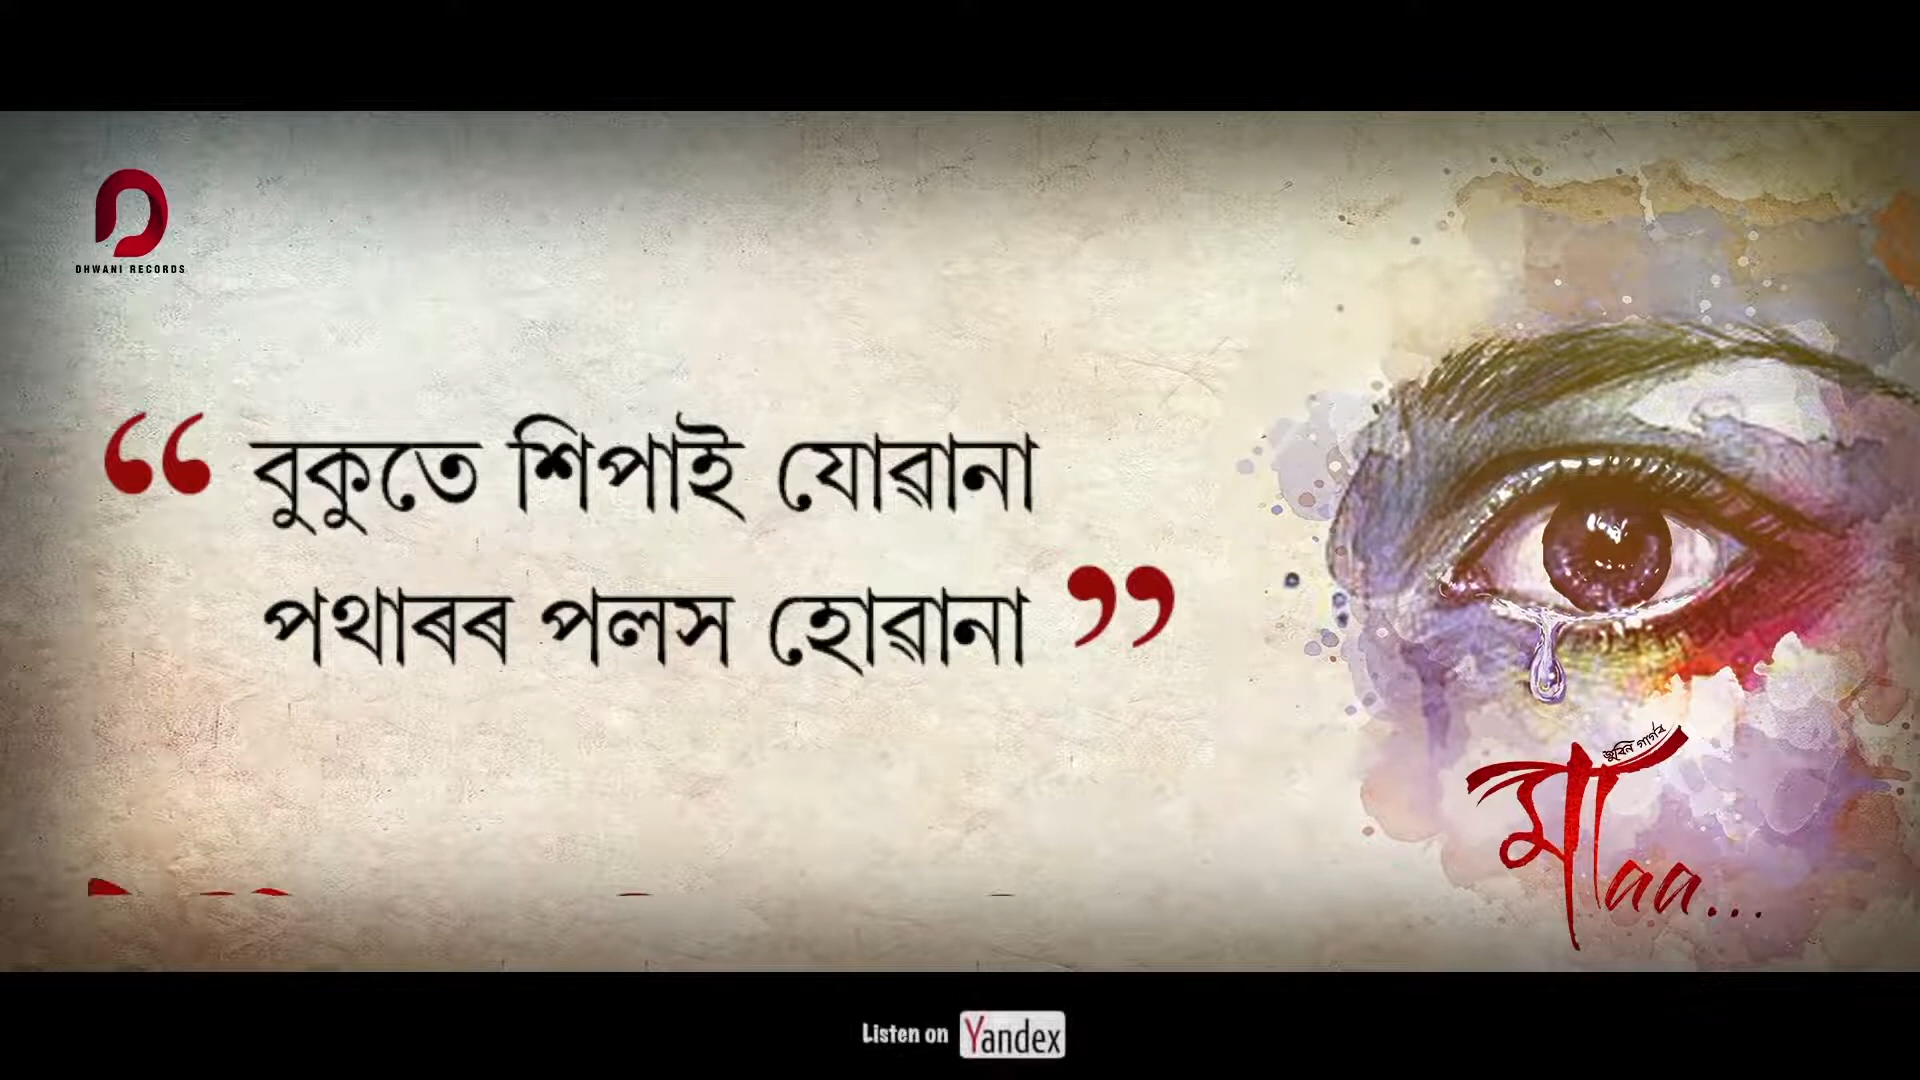 DHWANI RECORDS
“ বুকুতে শিপাই যোৱানা
পথাৰৰ পলস হোৱানা ”
জুবিন গাৰ্গৰ
মাaa...
Listen on Yandex